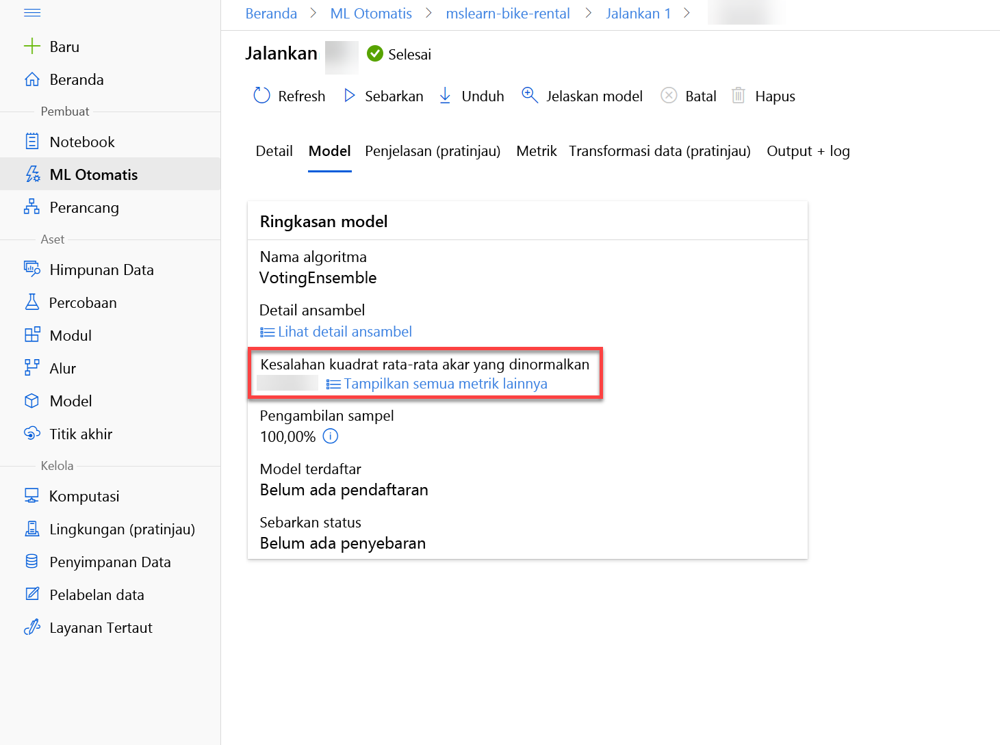 Beranda > ML Otomatis > mslearn-bike-rental > Jalankan 1 >
Baru
Beranda
Pembuat
Notebook
ML Otomatis
Perancang
Aset
Himpunan Data
Percobaan
Modul
Alur
Model
Titik akhir
Kelola
Komputasi
Lingkungan (pratinjau)
Penyimpanan Data
Pelabelan data
Layanan Tertaut
Jalankan Selesai
Refresh Sebarkan Unduh Jelaskan model Batal Hapus
Detail Model Penjelasan (pratinjau) Metrik Transformasi data (pratinjau) Output + log
Ringkasan model
Nama algoritma
VotingEnsemble
Detail ansambel
Lihat detail ansambel
Kesalahan kuadrat rata-rata akar yang dinormalkan
Tampilkan semua metrik lainnya
Pengambilan sampel
100,00%
Model terdaftar
Belum ada pendaftaran
Sebarkan status
Belum ada penyebaran